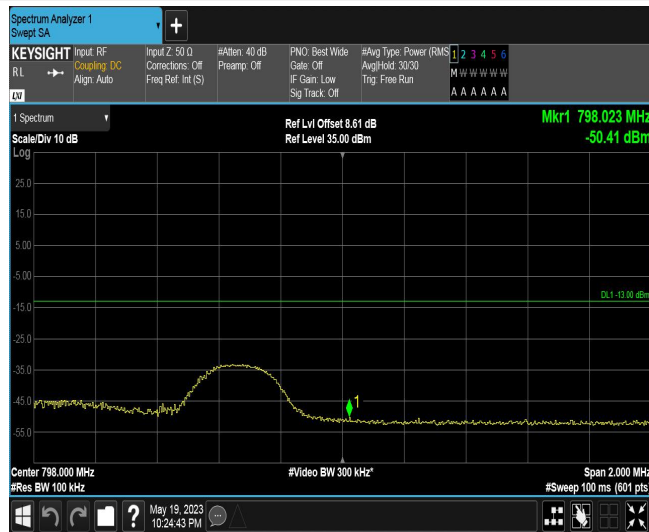 Spectrum Analyzer 1
Swept SA
+
KEYSIGHT Input: RF Input Z: 50 Ω #Atten: 40 dB PNO: Best Wide #Avg Type: Power (RMS 1 2 3 4 5 6
RL Coupling: DC Corrections: Off Preamp: Off Gate: Off Avg|Hold: 30/30 M W W W W W
Align: Auto Freq Ref: Int (S) IF Gain: Low Trig: Free Run
LXI Sig Track: Off A A A A A A
1 Spectrum Ref Lvl Offset 8.61 dB Mkr1 798.023 MHz
Scale/Div 10 dB Ref Level 35.00 dBm -50.41 dBm
Log
25.0
15.0
5.00
-5.00
DL1 -13.00 dBm
-15.0
-25.0
-35.0
-45.0
1
-55.0
Center 798.000 MHz #Video BW 300 kHz* Span 2.000 MHz
#Res BW 100 kHz #Sweep 100 ms (601 pts)
? May 19, 2023
10:24:43 PM